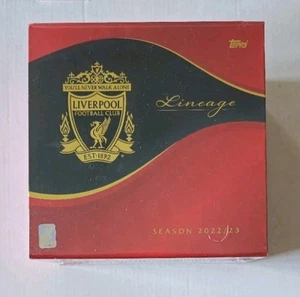 Topps
YOU'LL NEVER WALK ALONE
LIVERPOOL
FOOTBALL CLUB
EST·1892
Lineage
SEASON 2022/23